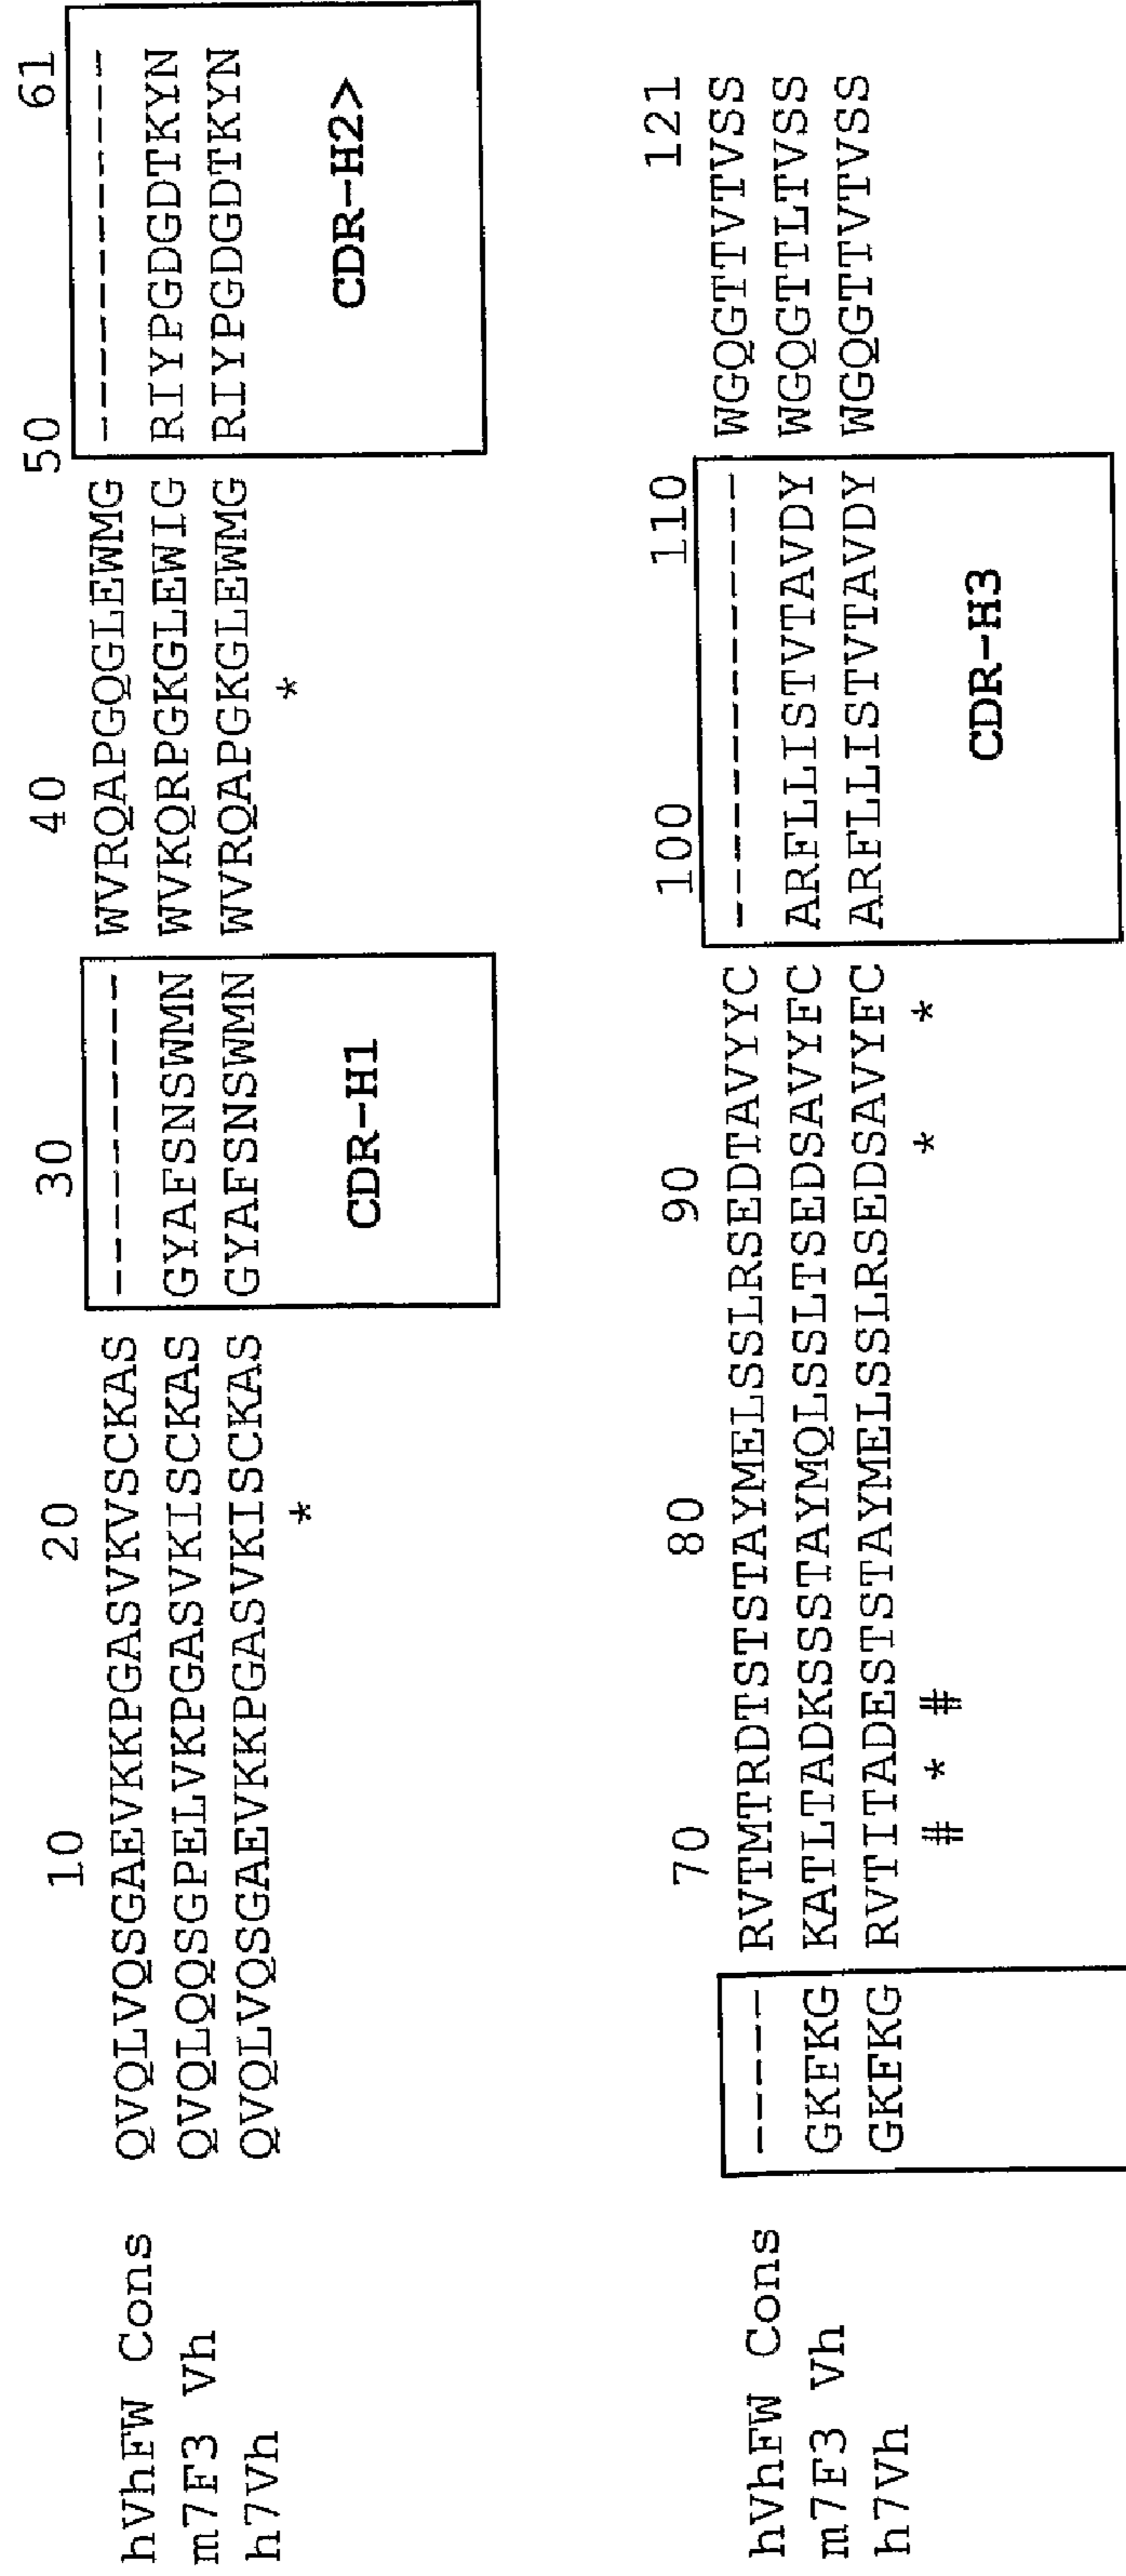 10 20 30 40 50 61
hVhFW Cons QVQLVQSGAEVKKPGASVKVSCKAS --------- WVRQAPGQGLEWMG ------------
m7F3 Vh QVQLQQSGPELVKPGASVKISCKAS GYAFSNSWMN WVKQRPGKGLEWIG RIYPGDGDTKYN
h7Vh QVQLVQSGAEVKKPGASVKISCKAS GYAFSNSWMN WVRQAPGKGLEWMG RIYPGDGDTKYN
* *
CDR-H1 CDR-H2>
70 80 90 100 110 121
hVhFW Cons ----- RVTMTRDTSTSTAYMELSSLRSEDTAVYYC ------------- WGQGTTVTVSS
m7F3 Vh GKFKG KATLTADKSSSTAYMQLSSLTSEDSAVYFC ARFLLISTVTAVDY WGQGTTLTVSS
h7Vh GKFKG RVTITADESTSTAYMELSSLRSEDSAVYFC ARFLLISTVTAVDY WGQGTTVTVSS
# * # * *
CDR-H3